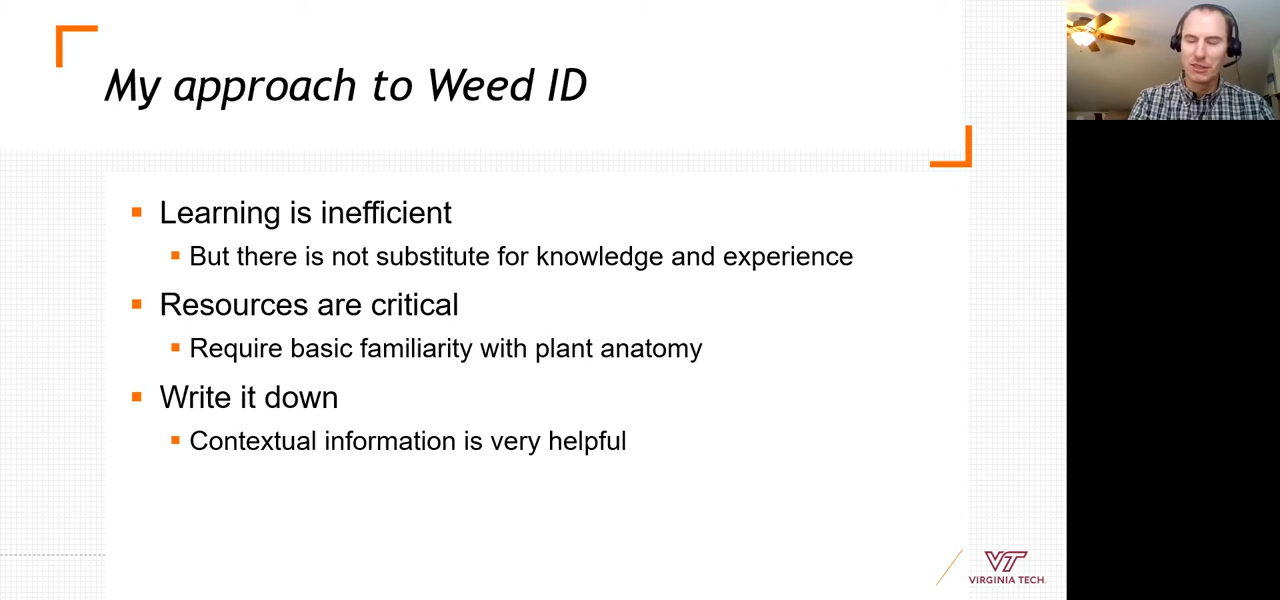 My approach to Weed ID
Learning is inefficient
But there is not substitute for knowledge and experience
Resources are critical
Require basic familiarity with plant anatomy
Write it down
Contextual information is very helpful
VT
VIRGINIA TECH.